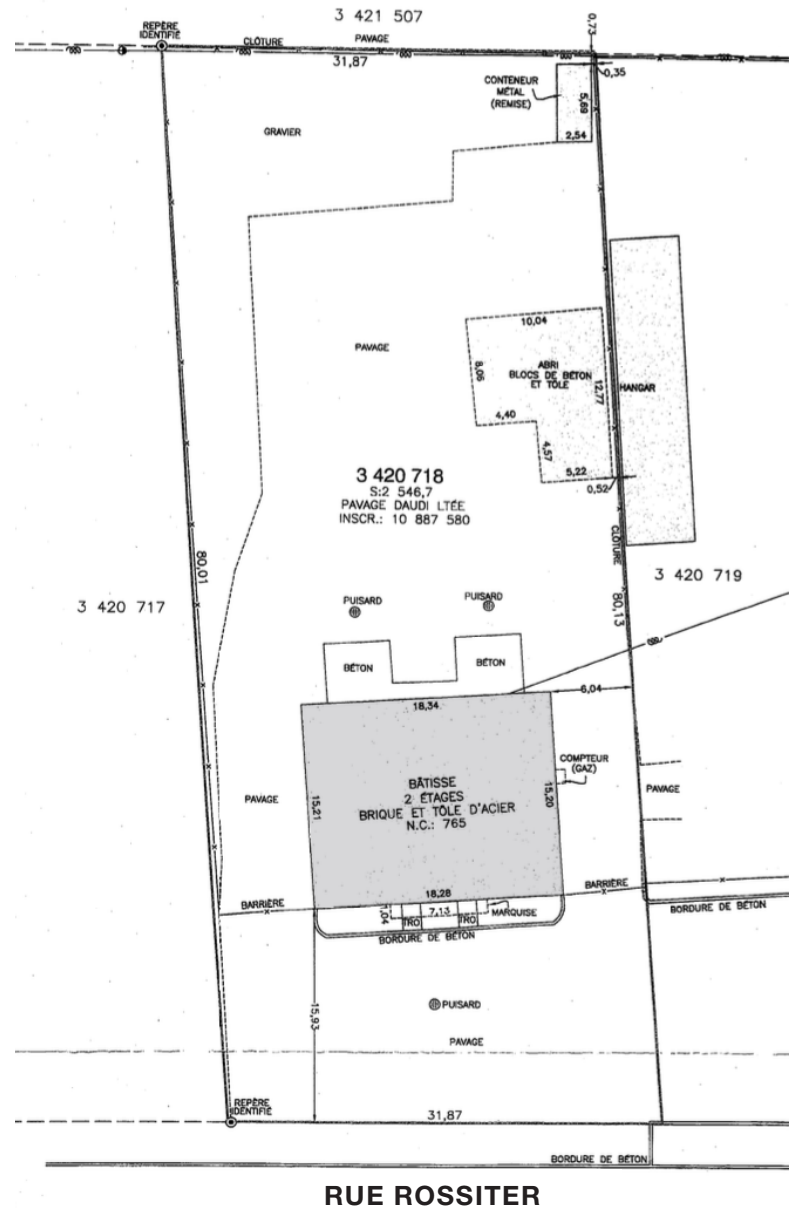 3 421 507
REPÈRE
IDENTIFIÉ
CLÔTURE
PAVAGE
31,87
0,73
0,35
CONTENEUR
MÉTAL
(REMISE)
5,69
2,54
GRAVIER
10,04
PAVAGE
8,06
ABRI
BLOCS DE BÉTON
ET TÔLE
12,77
HANGAR
4,40
4,57
5,22
0,52
3 420 718
S:2 546,7
PAVAGE DAUDI LTÉE
INSCR.: 10 887 580
CLÔTURE
80,01
80,13
3 420 717
3 420 719
PUISARD
PUISARD
BÉTON
BÉTON
6,04
18,34
COMPTEUR
(GAZ)
PAVAGE
15,21
BÂTISSE
2 ÉTAGES
BRIQUE ET TÔLE D'ACIER
N.C.: 765
15,20
PAVAGE
18,28
BARRIÈRE
BARRIÈRE
1,04
7,13
TRO
TRO
MARQUISE
BORDURE DE BÉTON
BORDURE DE BÉTON
15,93
PUISARD
PAVAGE
REPÈRE
IDENTIFIÉ
31,87
BORDURE DE BÉTON
RUE ROSSITER